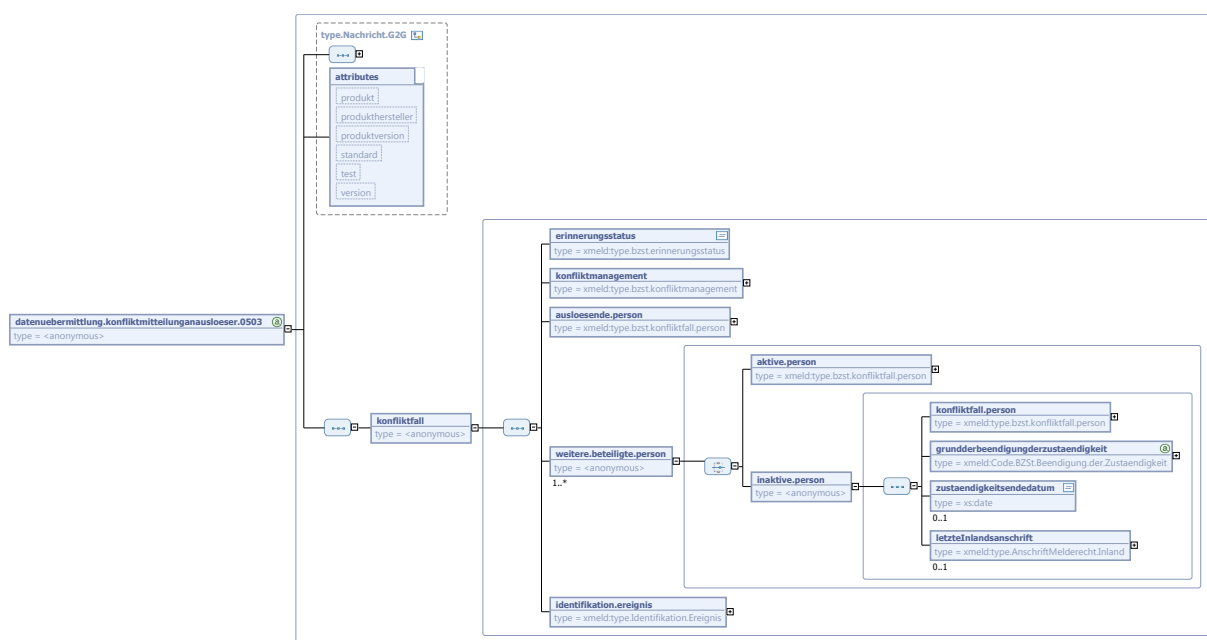 type.Nachricht.G2G
attributes
produkt
produkthersteller
produktversion
standard
test
version
datenuebermittlung.konfliktmitteilunganausloeser.0503
type = <anonymous>
konfliktfall
type = <anonymous>
erinnerungsstatus
type = xmeld:type.bzst.erinnerungsstatus
konfliktmanagement
type = xmeld:type.bzst.konfliktmanagement
ausloesende.person
type = xmeld:type.bzst.konfliktfall.person
weitere.beteiligte.person
type = <anonymous>
1..*
aktive.person
type = xmeld:type.bzst.konfliktfall.person
inaktive.person
type = <anonymous>
konfliktfall.person
type = xmeld:type.bzst.konfliktfall.person
grundderbeendigungderzustaendigkeit
type = xmeld:Code.BZSt.Beendigung.der.Zustaendigkeit
zustaendigkeitsendedatum
type = xs:date
0..1
letzteInlandsanschrift
type = xmeld:type.AnschriftMelderecht.Inland
0..1
identifikation.ereignis
type = xmeld:type.Identifikation.Ereignis